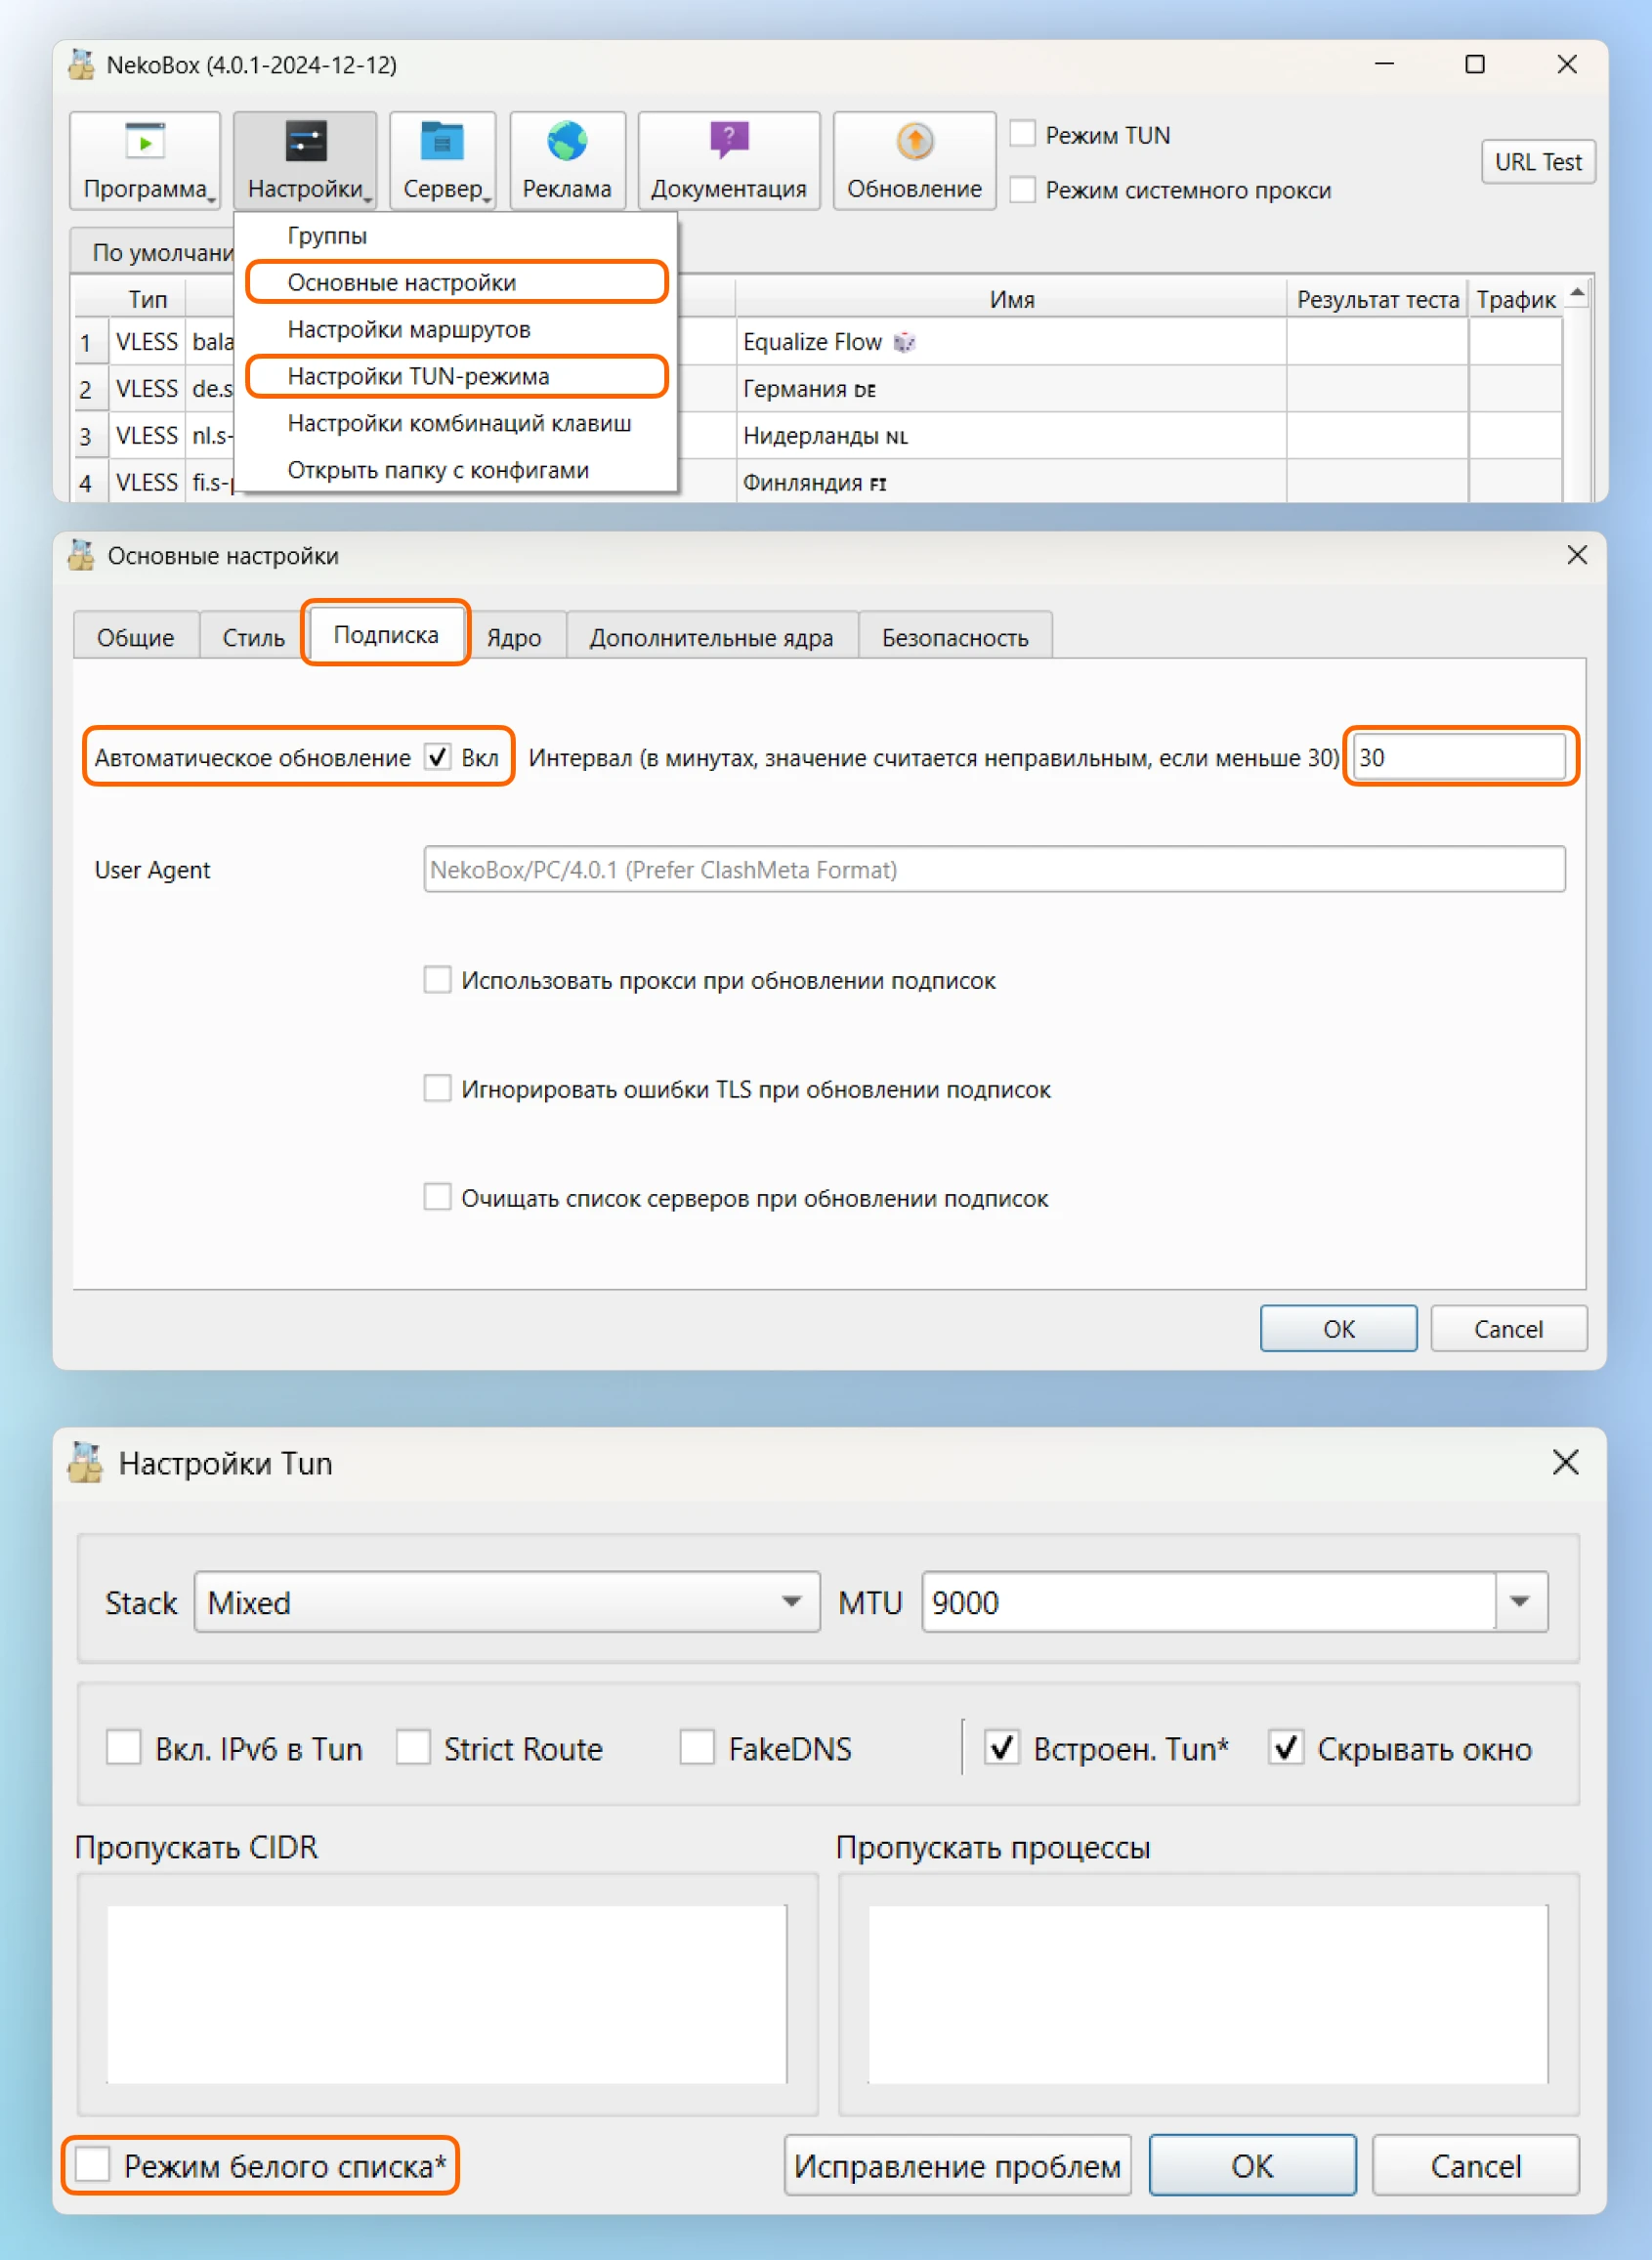 NekoBox (4.0.1-2024-12-12)
Программа
Настройки
Сервер
Реклама
Документация
Обновление
Режим TUN
Режим системного прокси
URL Test
Группы
Основные настройки
Настройки маршрутов
Настройки TUN-режима
Настройки комбинаций клавиш
Открыть папку с конфигами
По умолчани
Тип Имя Результат теста Трафик
1 VLESS bala Equalize Flow
2 VLESS de.s Германия DE
3 VLESS nl.s- Нидерланды NL
4 VLESS fi.s-p Финляндия FI
Основные настройки
Общие Стиль Подписка Ядро Дополнительные ядра Безопасность
Автоматическое обновление Вкл Интервал (в минутах, значение считается неправильным, если меньше 30) 30
User Agent NekoBox/PC/4.0.1 (Prefer ClashMeta Format)
Использовать прокси при обновлении подписок
Игнорировать ошибки TLS при обновлении подписок
Очищать список серверов при обновлении подписок
OK Cancel
Настройки Tun
Stack Mixed MTU 9000
Вкл. IPv6 в Tun Strict Route FakeDNS Встроен. Tun* Скрывать окно
Пропускать CIDR Пропускать процессы
Режим белого списка* Исправление проблем OK Cancel